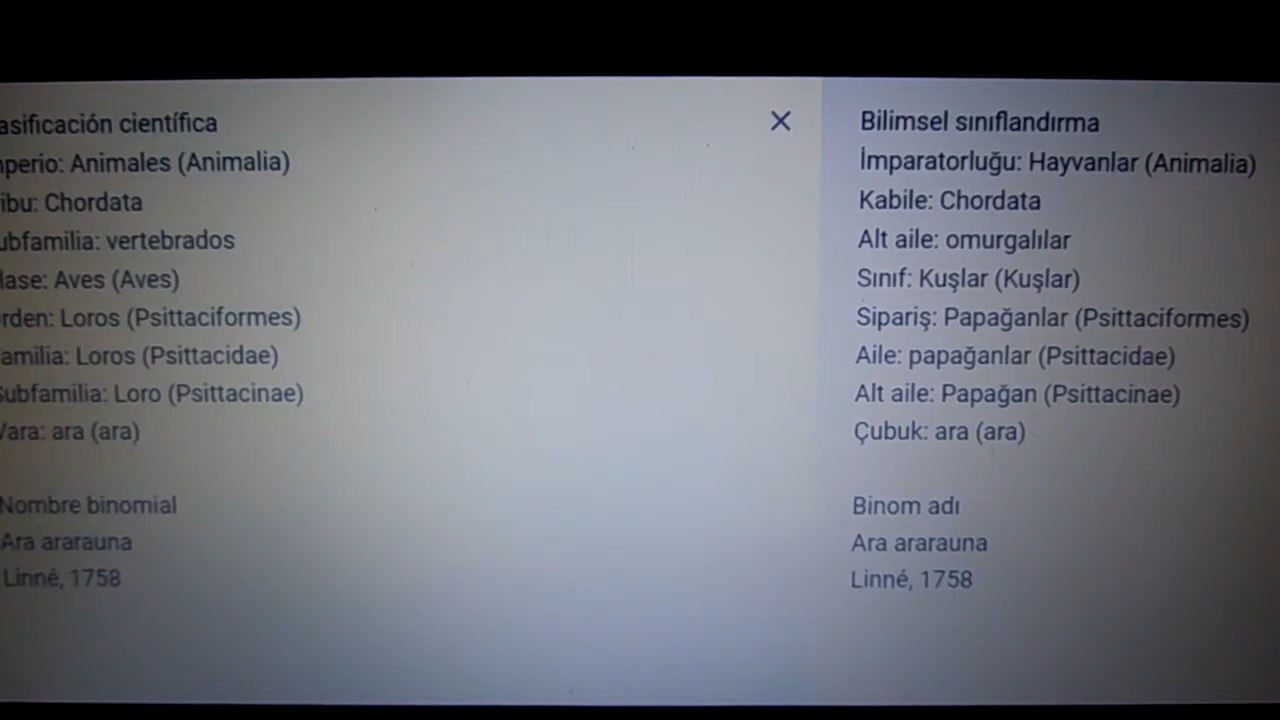 asificación científica
perio: Animales (Animalia)
ibu: Chordata
ubfamilia: vertebrados
lase: Aves (Aves)
rden: Loros (Psittaciformes)
amilia: Loros (Psittacidae)
Subfamilia: Loro (Psittacinae)
Vara: ara (ara)
Nombre binomial
Ara ararauna
Linné, 1758
Bilimsel sınıflandırma
İmparatorluğu: Hayvanlar (Animalia)
Kabile: Chordata
Alt aile: omurgalılar
Sınıf: Kuşlar (Kuşlar)
Sipariş: Papağanlar (Psittaciformes)
Aile: papağanlar (Psittacidae)
Alt aile: Papağan (Psittacinae)
Çubuk: ara (ara)
Binom adı
Ara ararauna
Linné, 1758